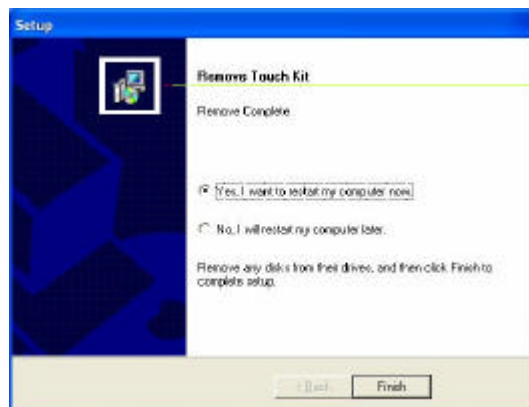 Setup
Remove Touch Kit
Remove Complete
Yes, I want to restart my computer now.
No, I will restart my computer later.
Remove any disks from their drives, and then click Finish to
complete setup.
< Back
Finish